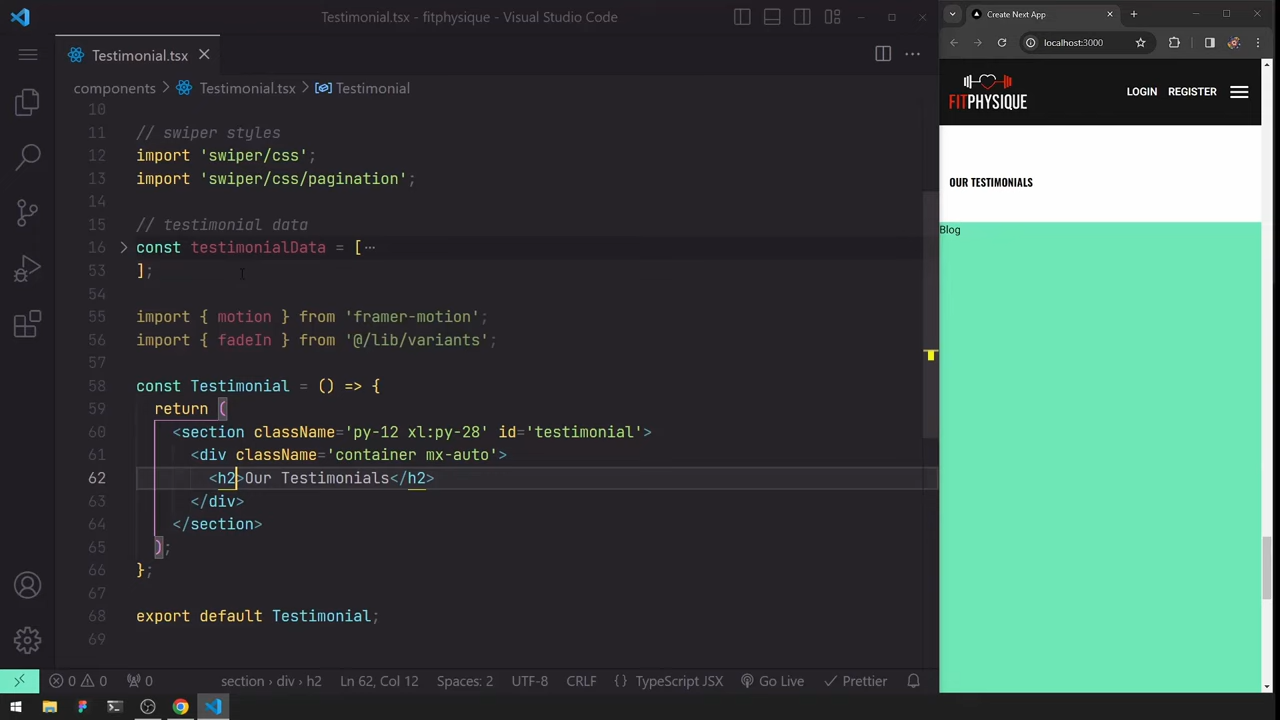 Testimonial.tsx - fitphysique - Visual Studio Code
Testimonial.tsx
components > Testimonial.tsx > Testimonial
10
11 // swiper styles
12 import 'swiper/css';
13 import 'swiper/css/pagination';
14
15 // testimonial data
16 const testimonialData = [···
53 ];
54
55 import { motion } from 'framer-motion';
56 import { fadeIn } from '@/lib/variants';
57
58 const Testimonial = () => {
59 return (
60 <section className='py-12 xl:py-28' id='testimonial'>
61 <div className='container mx-auto'>
62 <h2>Our Testimonials</h2>
63 </div>
64 </section>
65 );
66 };
67
68 export default Testimonial;
69
0 0 0 section › div › h2 Ln 62, Col 12 Spaces: 2 UTF-8 CRLF {} TypeScript JSX Go Live Prettier
Create Next App
localhost:3000
FITPHYSIQUE LOGIN REGISTER
OUR TESTIMONIALS
Blog